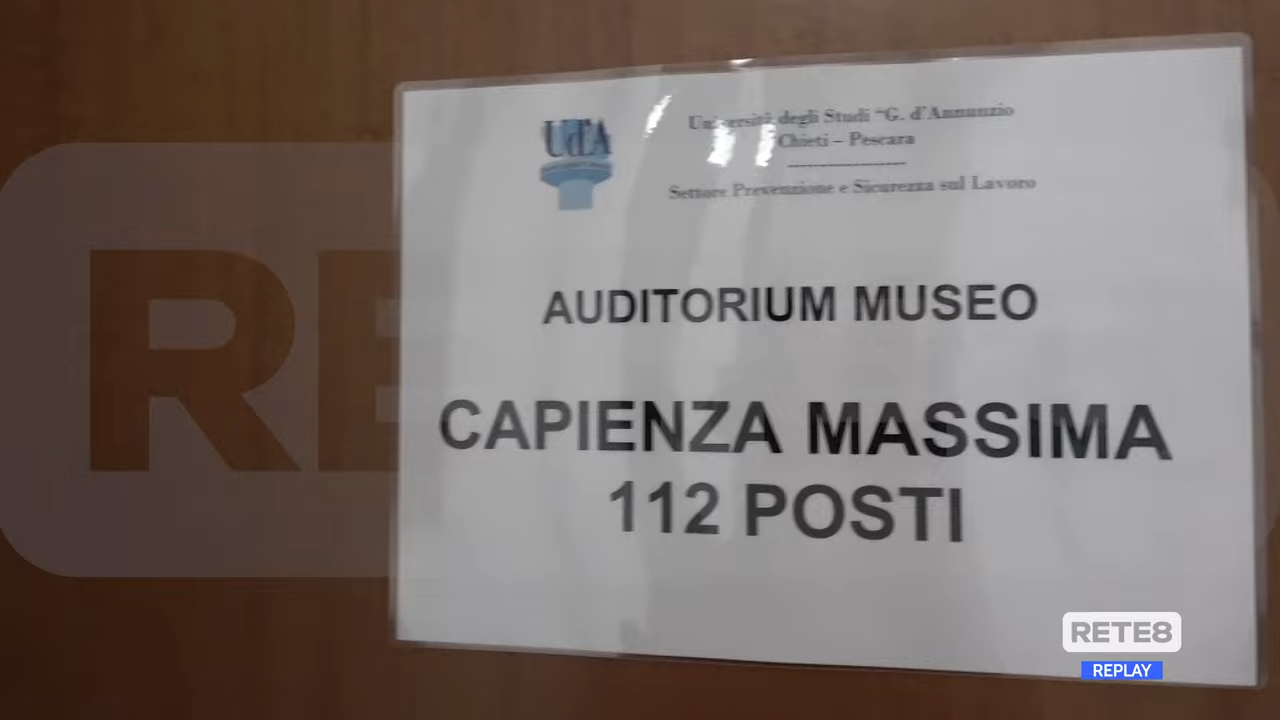 UdA
Università degli Studi “G. d’Annunzio
Chieti – Pescara
Settore Prevenzione e Sicurezza sul Lavoro
AUDITORIUM MUSEO
CAPIENZA MASSIMA
112 POSTI
RE
RETE8
REPLAY